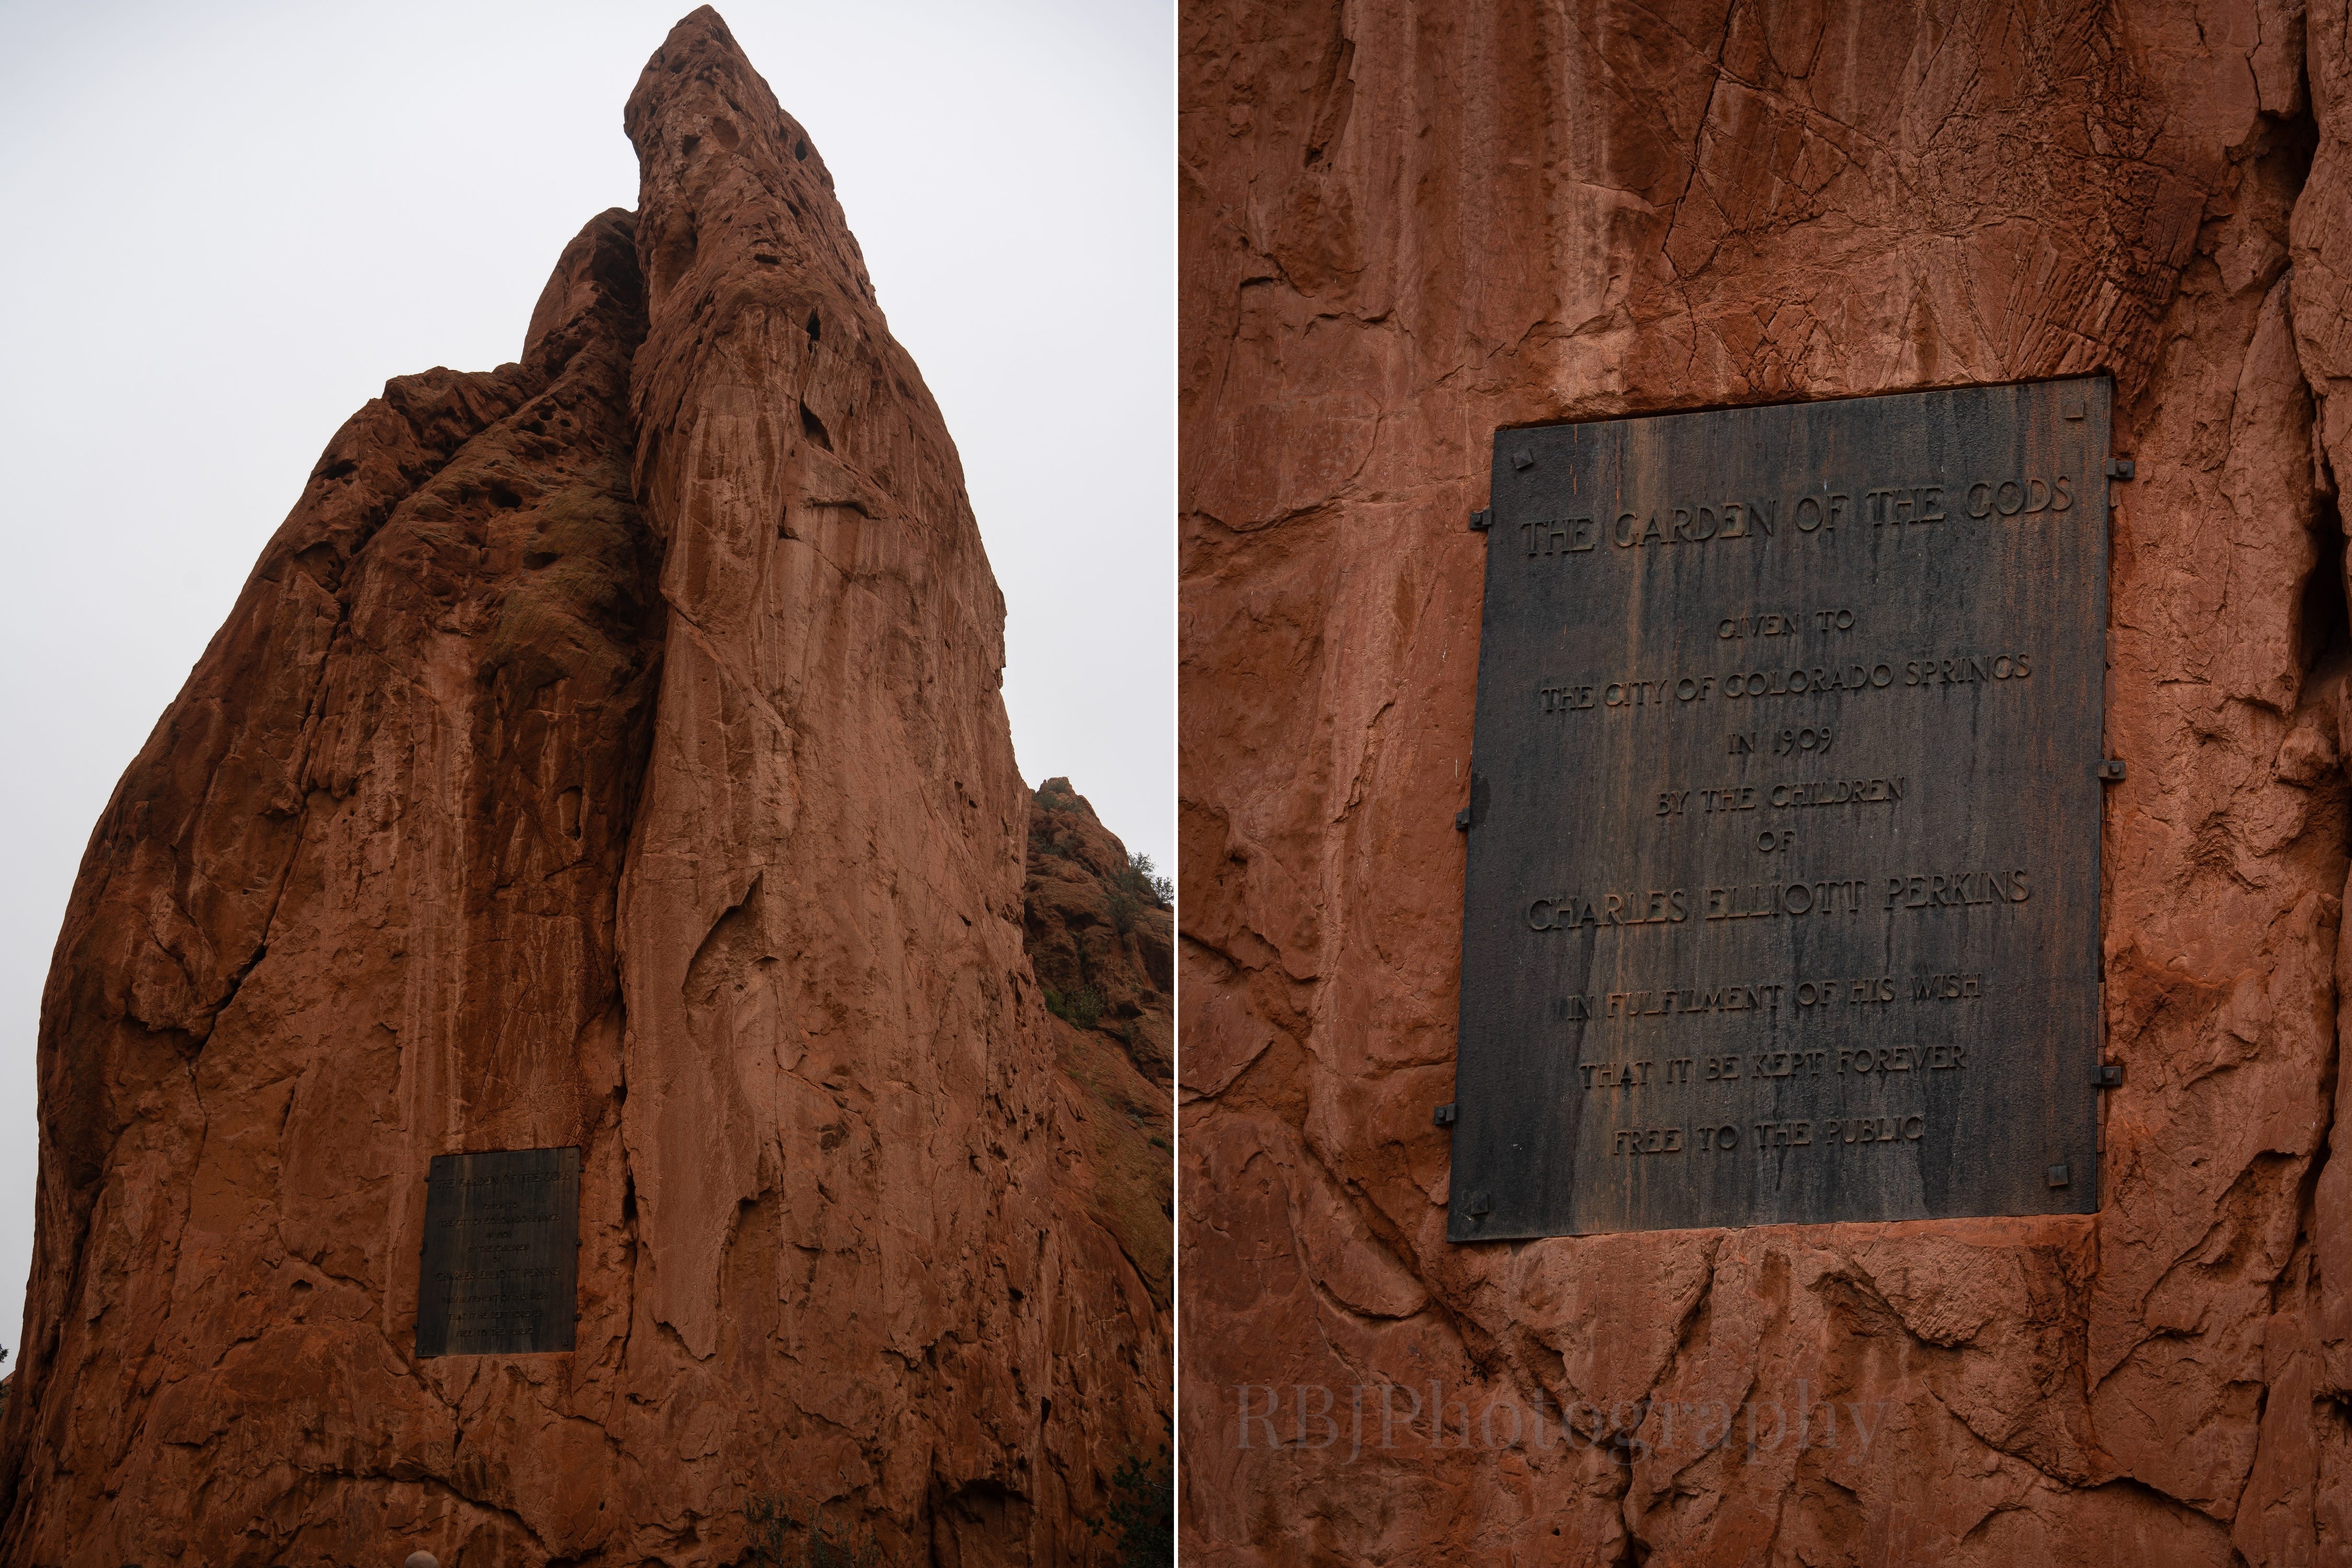 THE GARDEN OF THE GODS
GIVEN TO
THE CITY OF COLORADO SPRINGS
IN 1909
BY THE CHILDREN
OF
CHARLES ELLIOTT PERKINS
IN FULFILMENT OF HIS WISH
THAT IT BE KEPT FOREVER
FREE TO THE PUBLIC
RBJPhotography